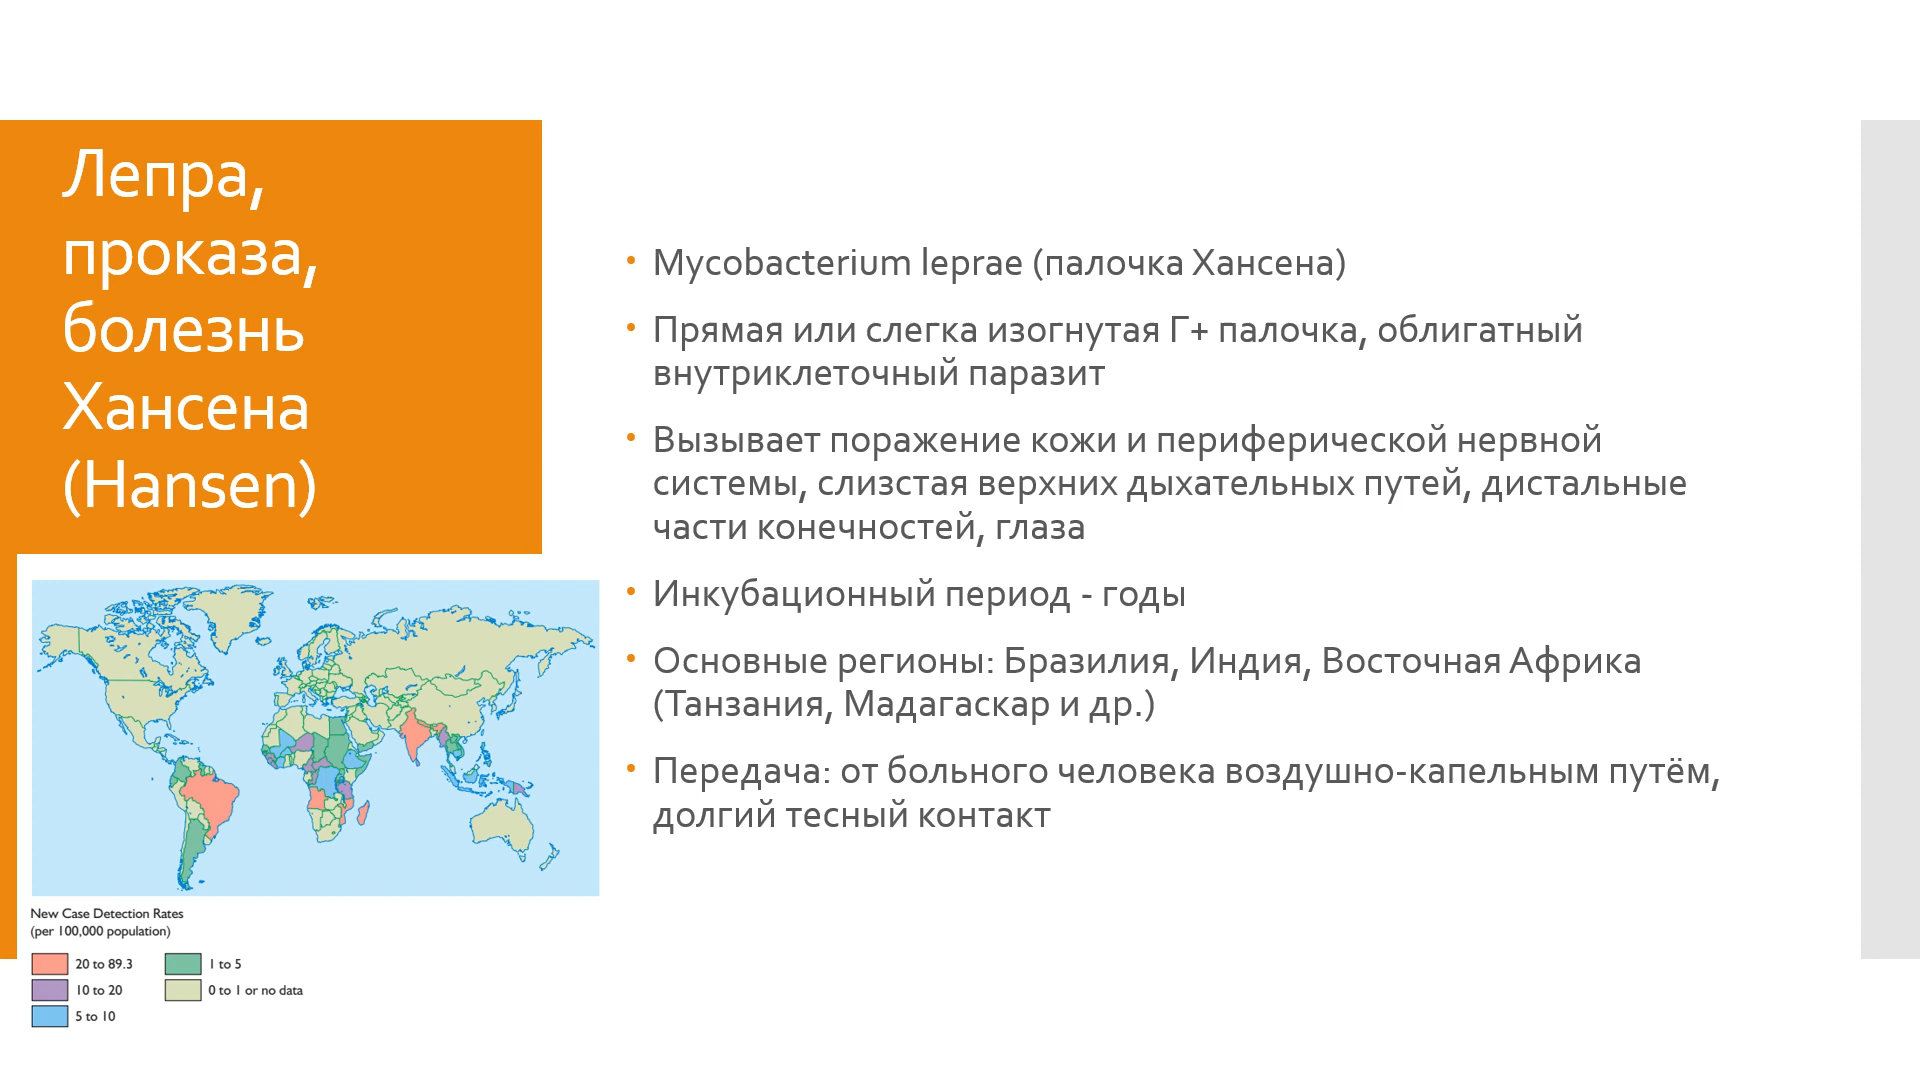 Лепра,
проказа,
болезнь
Хансена
(Hansen)
• Mycobacterium leprae (палочка Хансена)
• Прямая или слегка изогнутая Г+ палочка, облигатный
внутриклеточный паразит
• Вызывает поражение кожи и периферической нервной
системы, слизстая верхних дыхательных путей, дистальные
части конечностей, глаза
• Инкубационный период - годы
• Основные регионы: Бразилия, Индия, Восточная Африка
(Танзания, Мадагаскар и др.)
• Передача: от больного человека воздушно-капельным путём,
долгий тесный контакт
New Case Detection Rates
(per 100,000 population)
20 to 89.3
10 to 20
5 to 10
1 to 5
0 to 1 or no data